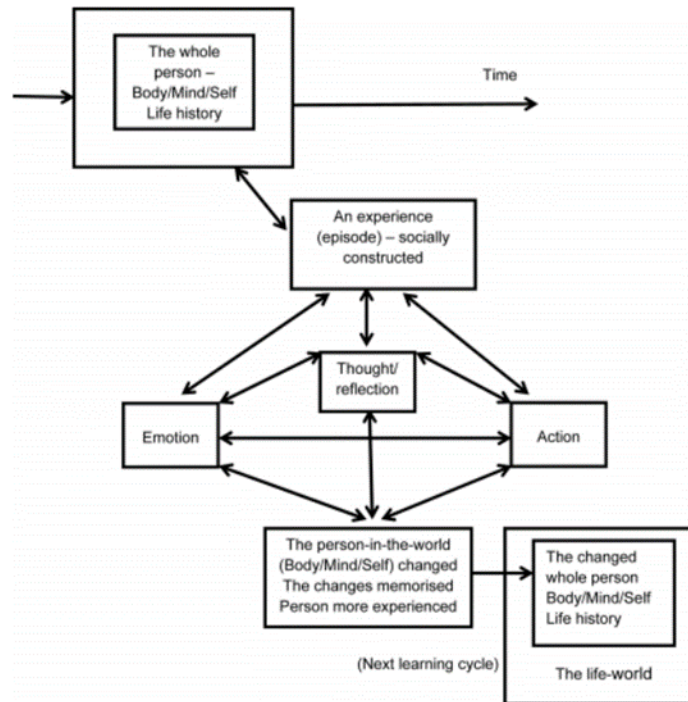 The whole
person –
Body/Mind/Self
Life history
Time
An experience
(episode) – socially
constructed
Thought/
reflection
Emotion
Action
The person-in-the-world
(Body/Mind/Self) changed
The changes memorised
Person more experienced
The changed
whole person
Body/Mind/Self
Life history
(Next learning cycle)
The life-world